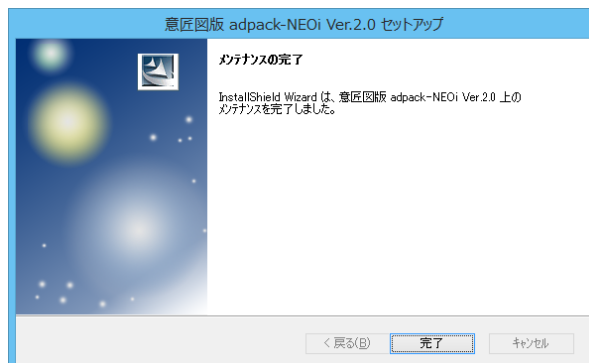 意匠図版 adpack-NEOi Ver.2.0 セットアップ
メンテナンスの完了
InstallShield Wizard は、意匠図版 adpack-NEOi Ver.2.0 上の
メンテナンスを完了しました。
< 戻る(B)
完了
キャンセル